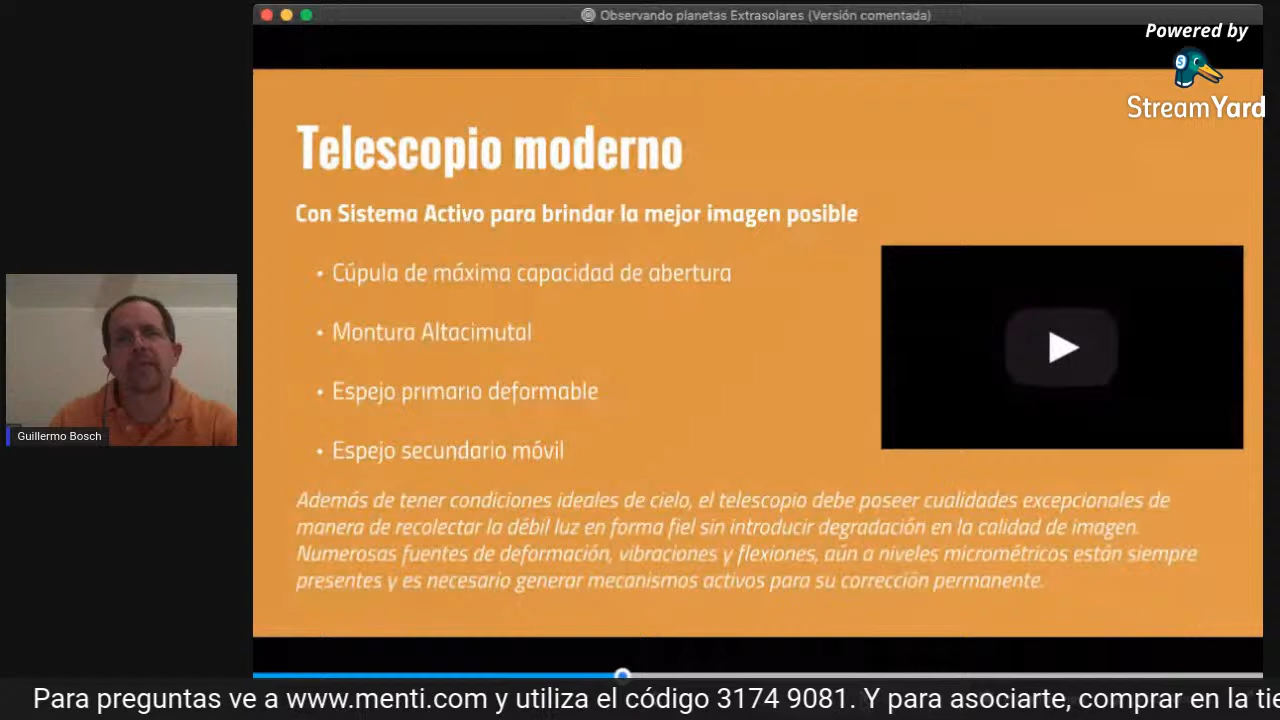 Observando planetas Extrasolares (Versión comentada)
Powered by
StreamYard
Telescopio moderno
Con Sistema Activo para brindar la mejor imagen posible
• Cúpula de máxima capacidad de abertura
• Montura Altacimutal
• Espejo primario deformable
• Espejo secundario móvil
Además de tener condiciones ideales de cielo, el telescopio debe poseer cualidades excepcionales de
manera de recolectar la débil luz en forma fiel sin introducir degradación en la calidad de imagen.
Numerosas fuentes de deformación, vibraciones y flexiones, aún a niveles micrométricos están siempre
presentes y es necesario generar mecanismos activos para su corrección permanente.
Guillermo Bosch
Para preguntas ve a www.menti.com y utiliza el código 3174 9081. Y para asociarte, comprar en la tie